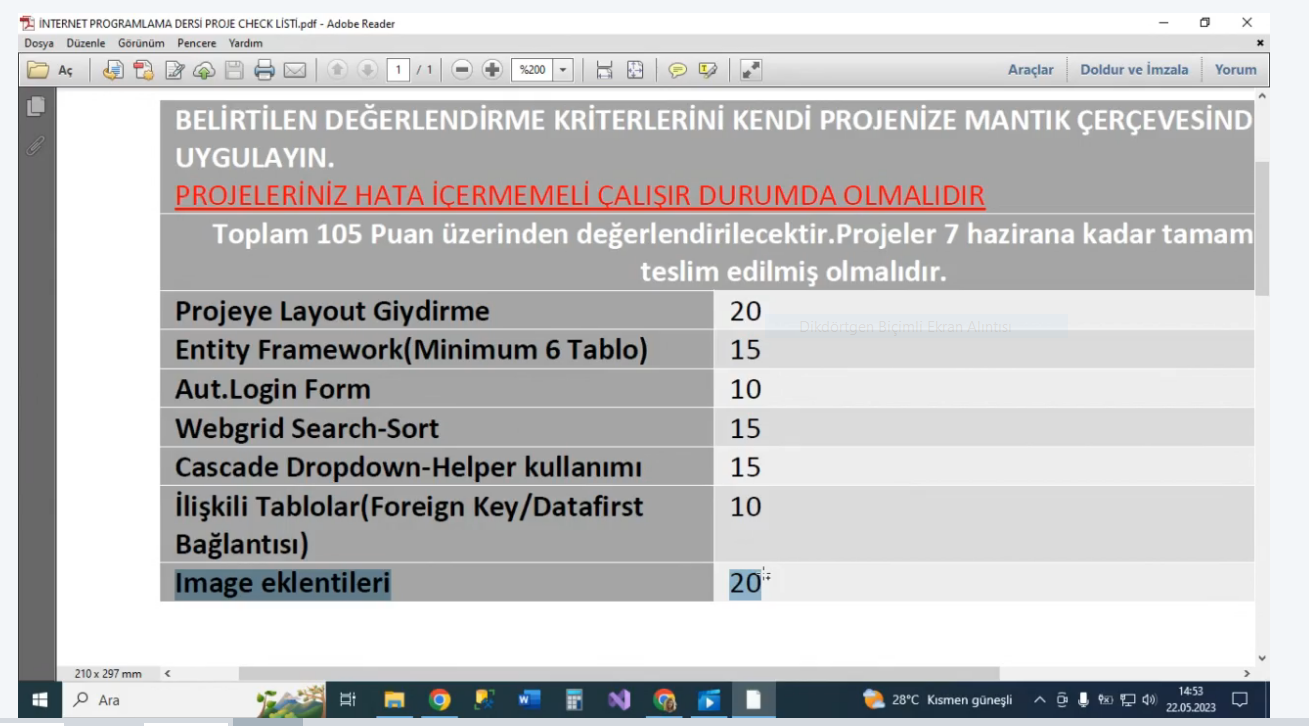 İNTERNET PROGRAMLAMA DERSİ PROJE CHECK LİSTİ.pdf - Adobe Reader
Dosya Düzenle Görünüm Pencere Yardım
Aç 1 / 1 %200 Araçlar Doldur ve İmzala Yorum
BELİRTİLEN DEĞERLENDİRME KRİTERLERİNİ KENDİ PROJENİZE MANTIK ÇERÇEVESİND
UYGULAYIN.
PROJELERİNİZ HATA İÇERMEMELİ ÇALIŞIR DURUMDA OLMALIDIR
Toplam 105 Puan üzerinden değerlendirilecektir.Projeler 7 hazirana kadar tamam
teslim edilmiş olmalıdır.
Projeye Layout Giydirme 20
Dikdörtgen Biçimli Ekran Alıntısı
Entity Framework(Minimum 6 Tablo) 15
Aut.Login Form 10
Webgrid Search-Sort 15
Cascade Dropdown-Helper kullanımı 15
İlişkili Tablolar(Foreign Key/Datafirst 10
Bağlantısı)
Image eklentileri 20
210 x 297 mm
Ara 28°C Kısmen güneşli 14:53
22.05.2023